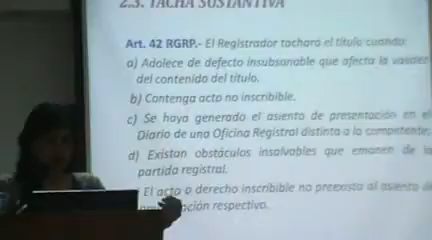 2.3. TACHA SUSTANTIVA
Art. 42 RGRP.- El Registrador tachará el título cuando:
a) Adolece de defecto insubsanable que afecta la validez
del contenido del título.
b) Contenga acto no inscribible.
c) Se haya generado el asiento de presentación en el
Diario de una Oficina Registral distinta a la competente;
d) Existan obstáculos insalvables que emanen de la
partida registral.
El acto o derecho inscribible no preexista al asiento de
respectivo.